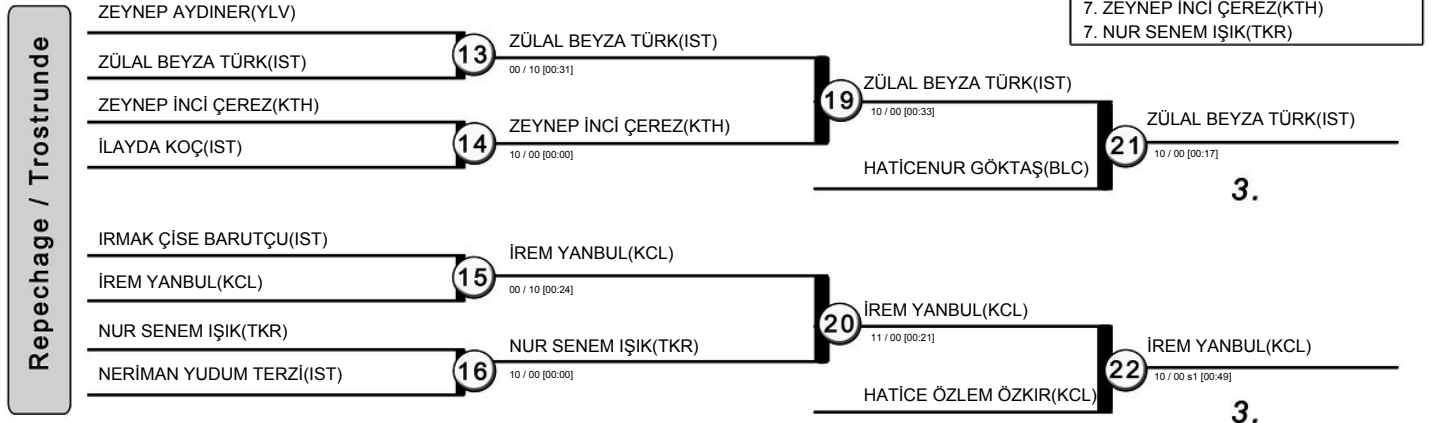 7. ZEYNEP İNCİ ÇEREZ(KTH)
7. NUR SENEM IŞIK(TKR)
Repechage / Trostrunde
ZEYNEP AYDINER(YLV)
ZÜLAL BEYZA TÜRK(IST)
13
ZÜLAL BEYZA TÜRK(IST)
00 / 10 [00:31]
ZEYNEP İNCİ ÇEREZ(KTH)
İLAYDA KOÇ(IST)
14
ZEYNEP İNCİ ÇEREZ(KTH)
10 / 00 [00:00]
19
ZÜLAL BEYZA TÜRK(IST)
10 / 00 [00:33]
HATİCENUR GÖKTAŞ(BLC)
21
ZÜLAL BEYZA TÜRK(IST)
10 / 00 [00:17]
3.
IRMAK ÇİSE BARUTÇU(IST)
İREM YANBUL(KCL)
15
İREM YANBUL(KCL)
00 / 10 [00:24]
NUR SENEM IŞIK(TKR)
NERİMAN YUDUM TERZİ(IST)
16
NUR SENEM IŞIK(TKR)
10 / 00 [00:00]
20
İREM YANBUL(KCL)
11 / 00 [00:21]
HATİCE ÖZLEM ÖZKIR(KCL)
22
İREM YANBUL(KCL)
10 / 00 s1 [00:49]
3.